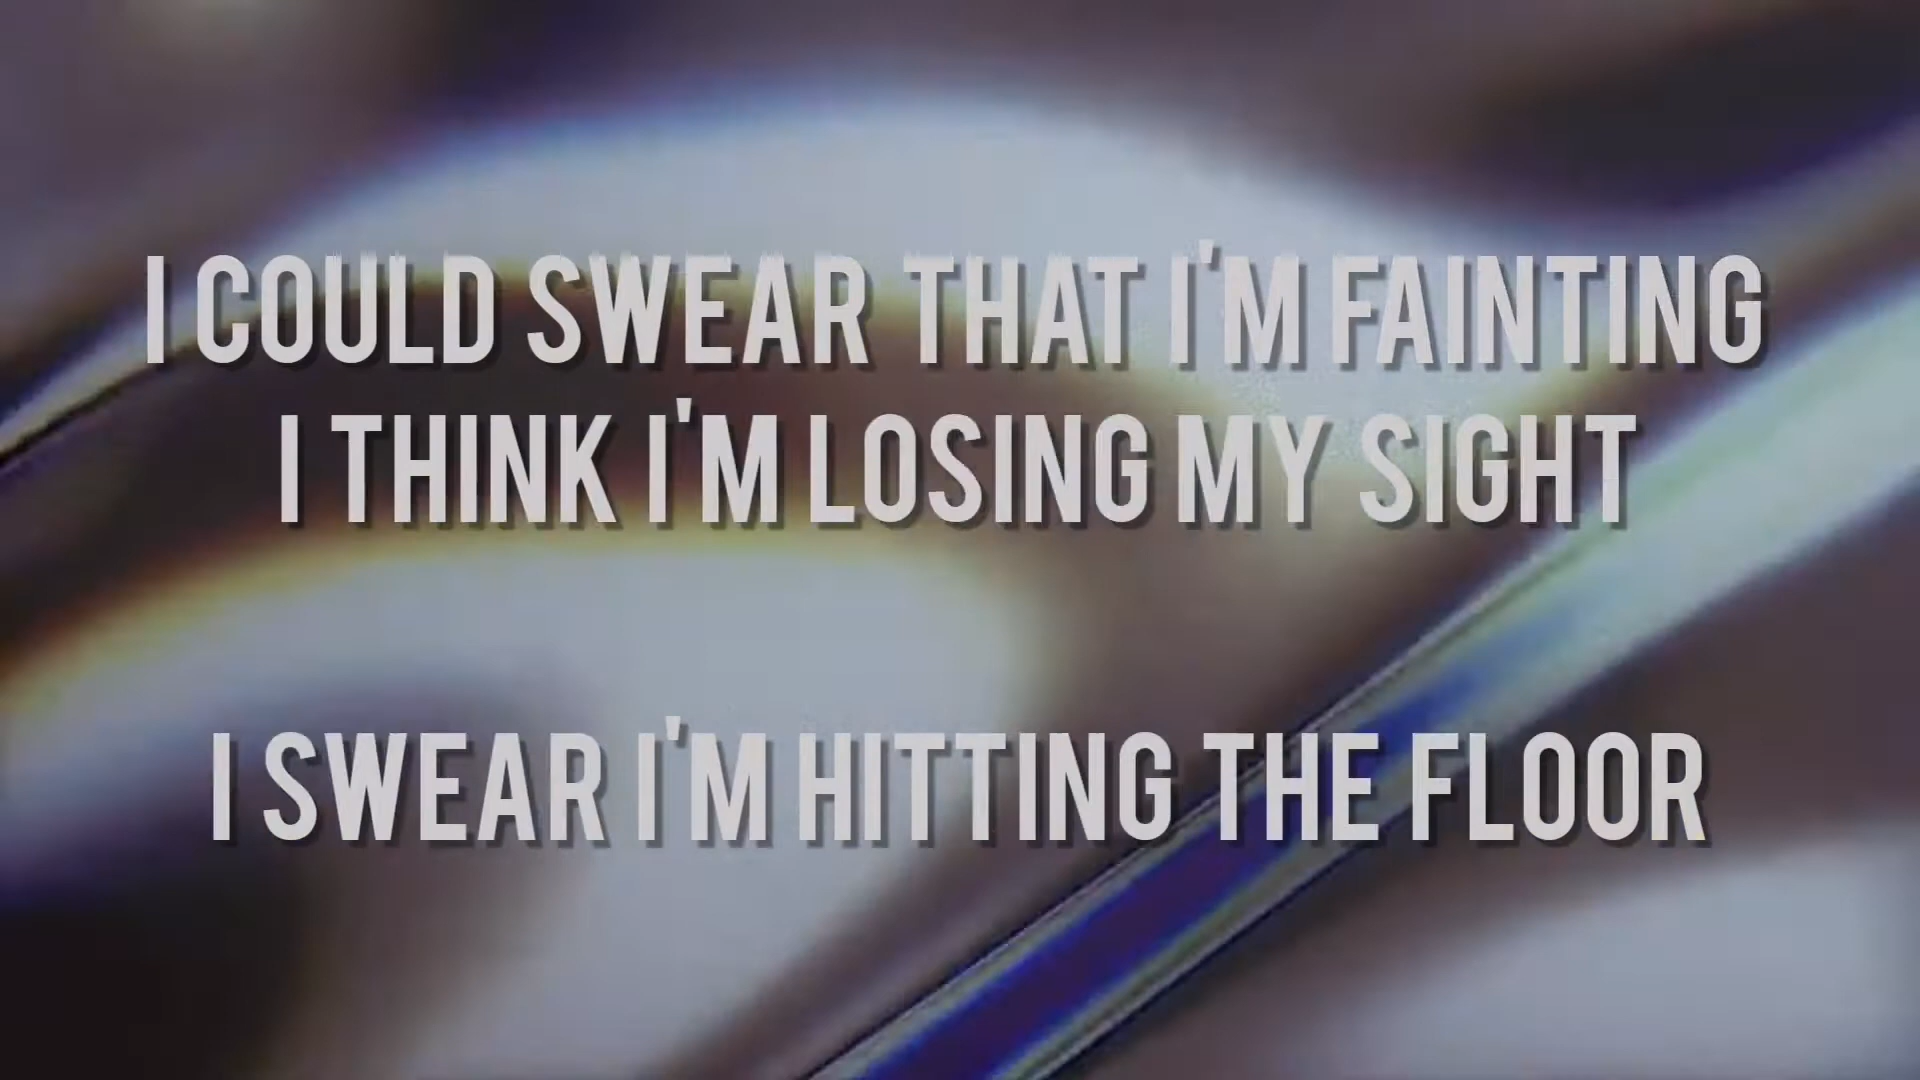 I COULD SWEAR THAT I'M FAINTING
I THINK I'M LOSING MY SIGHT
I SWEAR I'M HITTING THE FLOOR